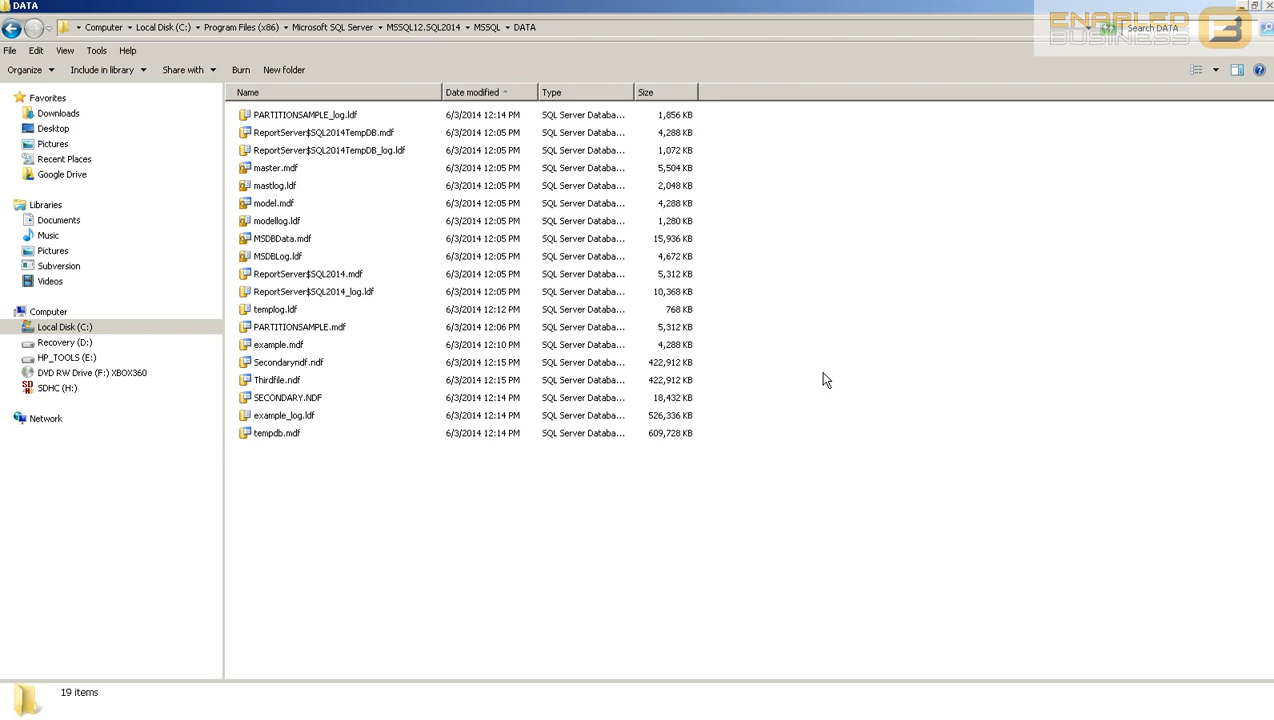 DATA
Computer Local Disk (C:) Program Files (x86) Microsoft SQL Server MSSQL12.SQL2014 MSSQL DATA
Search DATA
ENABLED
BUSINESS 3
File Edit View Tools Help
Organize Include in library Share with Burn New folder
Name Date modified Type Size
Favorites
Downloads
Desktop
Pictures
Recent Places
Google Drive
Libraries
Documents
Music
Pictures
Subversion
Videos
Computer
Local Disk (C:)
Recovery (D:)
HP_TOOLS (E:)
DVD RW Drive (F:) XBOX360
SDHC (H:)
Network
PARTITIONSAMPLE_log.ldf 6/3/2014 12:14 PM SQL Server Databa... 1,856 KB
ReportServer$SQL2014TempDB.mdf 6/3/2014 12:05 PM SQL Server Databa... 4,288 KB
ReportServer$SQL2014TempDB_log.ldf 6/3/2014 12:05 PM SQL Server Databa... 1,072 KB
master.mdf 6/3/2014 12:05 PM SQL Server Databa... 5,504 KB
mastlog.ldf 6/3/2014 12:05 PM SQL Server Databa... 2,048 KB
model.mdf 6/3/2014 12:05 PM SQL Server Databa... 4,288 KB
modellog.ldf 6/3/2014 12:05 PM SQL Server Databa... 1,280 KB
MSDBData.mdf 6/3/2014 12:05 PM SQL Server Databa... 15,936 KB
MSDBLog.ldf 6/3/2014 12:05 PM SQL Server Databa... 4,672 KB
ReportServer$SQL2014.mdf 6/3/2014 12:05 PM SQL Server Databa... 5,312 KB
ReportServer$SQL2014_log.ldf 6/3/2014 12:05 PM SQL Server Databa... 10,368 KB
templog.ldf 6/3/2014 12:12 PM SQL Server Databa... 768 KB
PARTITIONSAMPLE.mdf 6/3/2014 12:06 PM SQL Server Databa... 5,312 KB
example.mdf 6/3/2014 12:10 PM SQL Server Databa... 4,288 KB
Secondaryndf.ndf 6/3/2014 12:15 PM SQL Server Databa... 422,912 KB
Thirdfile.ndf 6/3/2014 12:15 PM SQL Server Databa... 422,912 KB
SECONDARY.NDF 6/3/2014 12:14 PM SQL Server Databa... 18,432 KB
example_log.ldf 6/3/2014 12:14 PM SQL Server Databa... 526,336 KB
tempdb.mdf 6/3/2014 12:14 PM SQL Server Databa... 609,728 KB
19 items